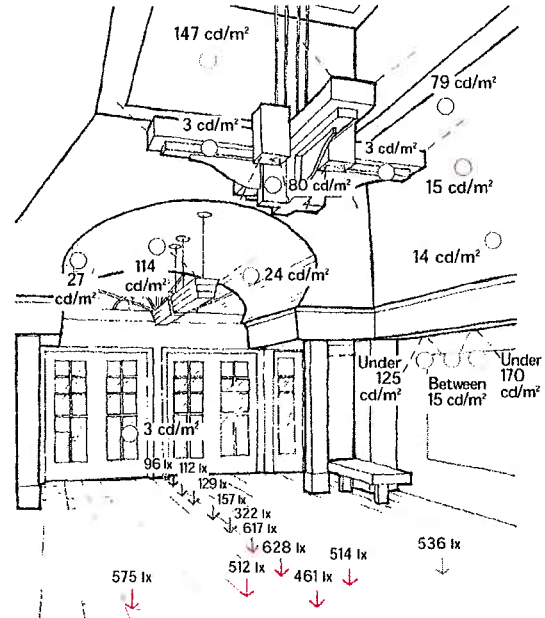 147 cd/m²
79 cd/m²
3 cd/m²
3 cd/m²
80 cd/m²
15 cd/m²
14 cd/m²
27
cd/m²
114
cd/m²
24 cd/m²
Under
125
cd/m²
Between
15 cd/m²
Under
170
cd/m²
3 cd/m²
96 lx
112 lx
129 lx
157 lx
322 lx
617 lx
628 lx
514 lx
536 lx
575 lx
512 lx
461 lx